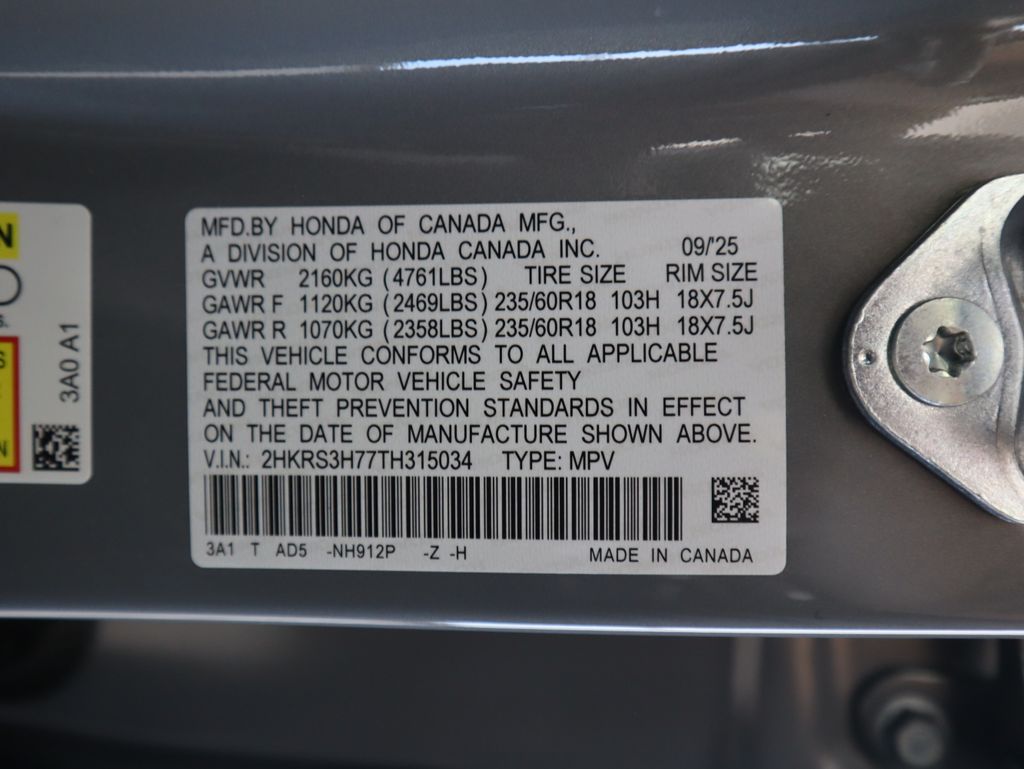 MFD.BY HONDA OF CANADA MFG.,
A DIVISION OF HONDA CANADA INC. 09/'25
GVWR 2160KG (4761LBS) TIRE SIZE RIM SIZE
GAWR F 1120KG (2469LBS) 235/60R18 103H 18X7.5J
GAWR R 1070KG (2358LBS) 235/60R18 103H 18X7.5J
THIS VEHICLE CONFORMS TO ALL APPLICABLE
FEDERAL MOTOR VEHICLE SAFETY
AND THEFT PREVENTION STANDARDS IN EFFECT
ON THE DATE OF MANUFACTURE SHOWN ABOVE.
V.I.N.: 2HKRS3H77TH315034 TYPE: MPV
3A1 T AD5 -NH912P -Z -H MADE IN CANADA
3A0 A1